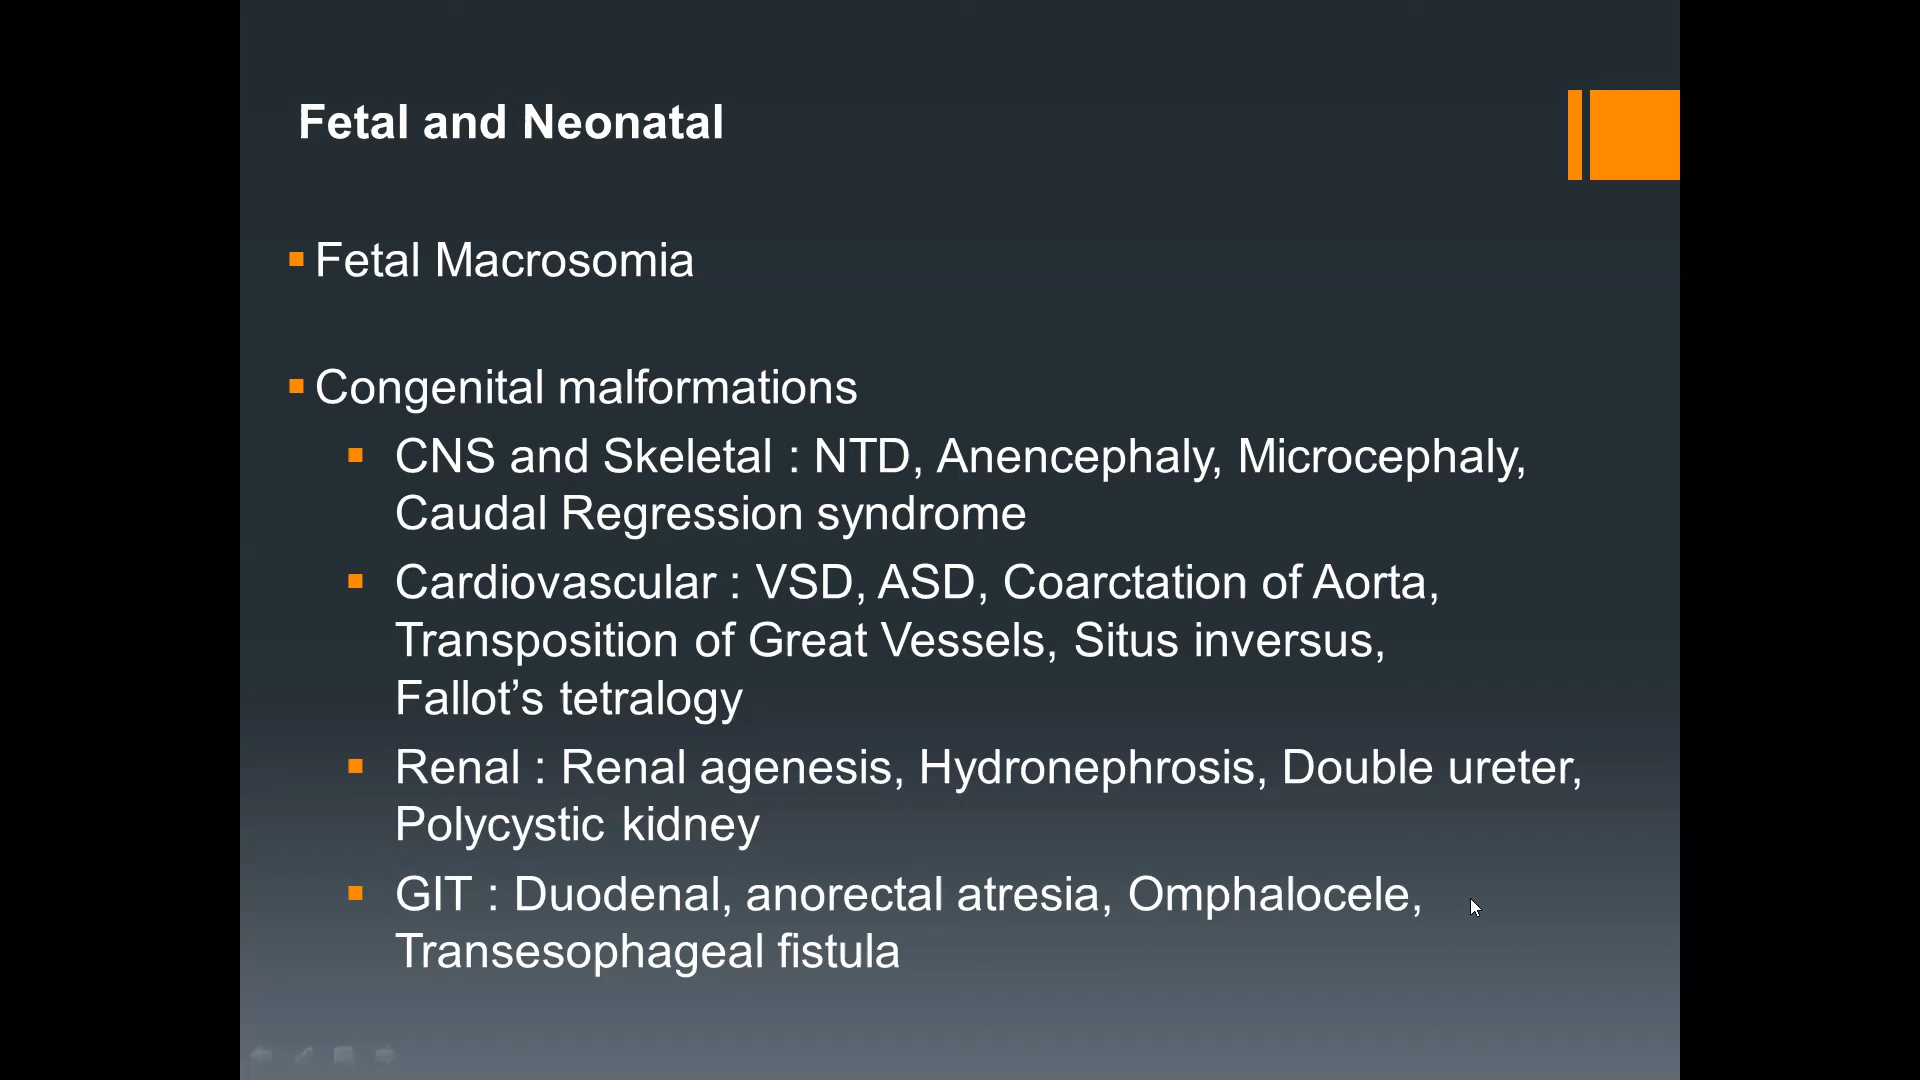 Fetal and Neonatal
Fetal Macrosomia
Congenital malformations
CNS and Skeletal : NTD, Anencephaly, Microcephaly,
Caudal Regression syndrome
Cardiovascular : VSD, ASD, Coarctation of Aorta,
Transposition of Great Vessels, Situs inversus,
Fallot’s tetralogy
Renal : Renal agenesis, Hydronephrosis, Double ureter,
Polycystic kidney
GIT : Duodenal, anorectal atresia, Omphalocele,
Transesophageal fistula